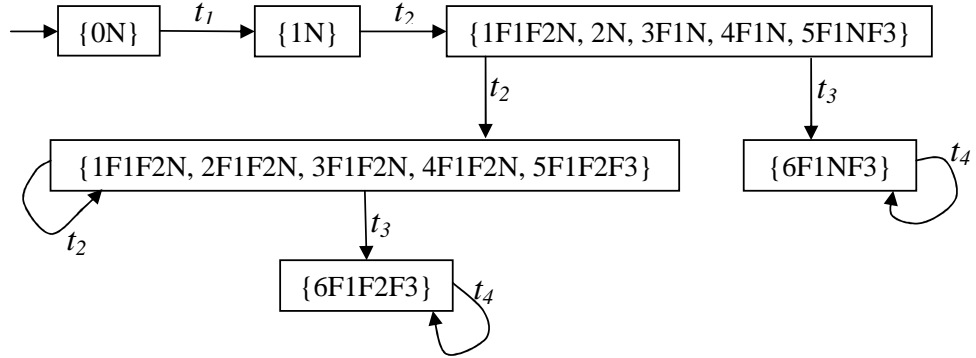 {0N} t1 {1N} t2 {1F1F2N, 2N, 3F1N, 4F1N, 5F1NF3}
t2 t3
{1F1F2N, 2F1F2N, 3F1F2N, 4F1F2N, 5F1F2F3} {6F1NF3} t4
t2 t3
{6F1F2F3} t4